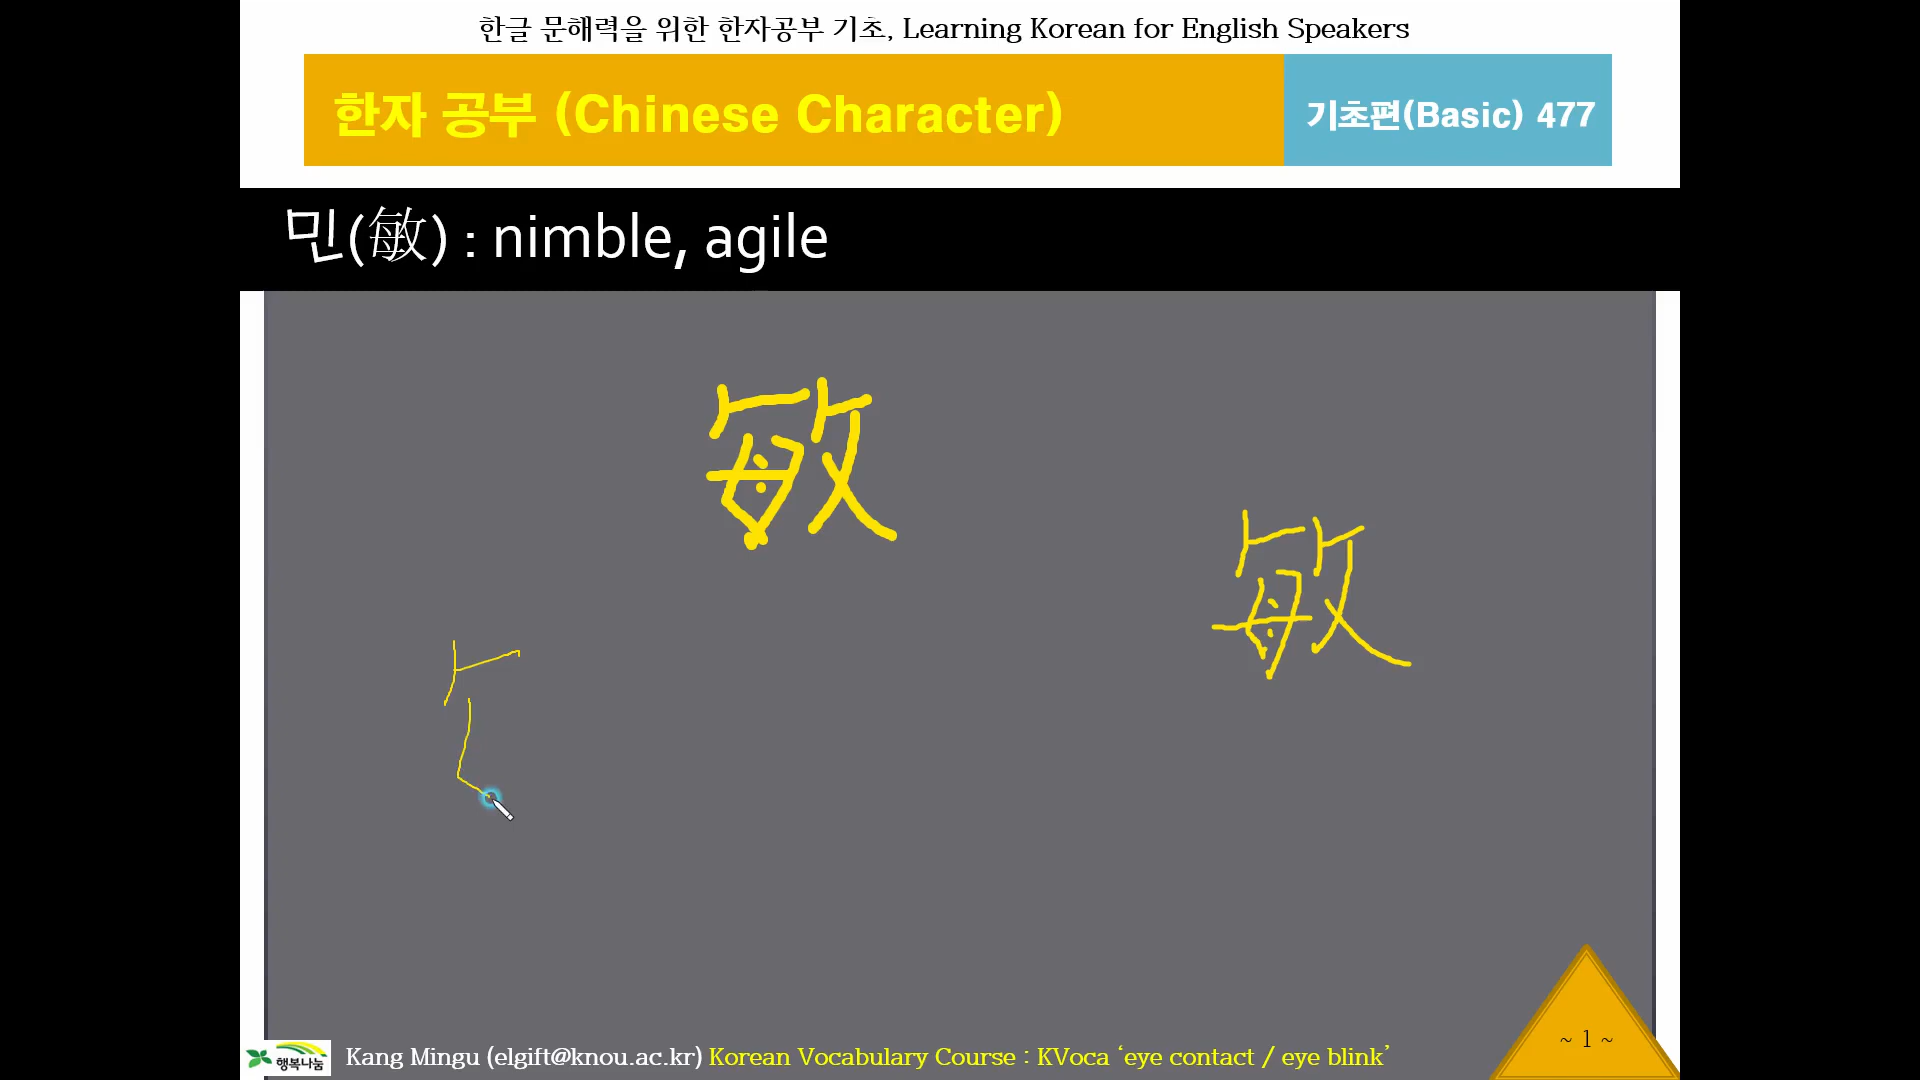 한글 문해력을 위한 한자공부 기초, Learning Korean for English Speakers
한자 공부 (Chinese Character)
기초편(Basic) 477
민(敏) : nimble, agile
敏
敏
~ 1 ~
행복나눔
Kang Mingu (elgift@knou.ac.kr) Korean Vocabulary Course : KVoca ‘eye contact / eye blink’